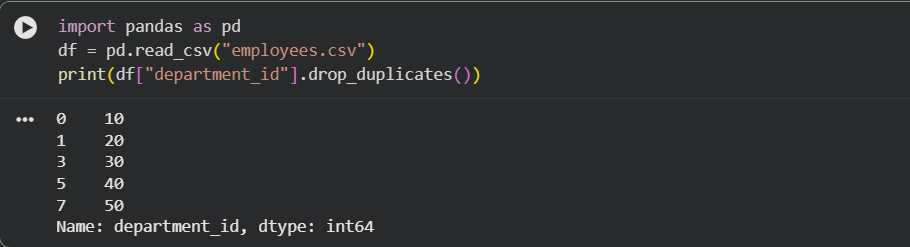 import pandas as pd
df = pd.read_csv("employees.csv")
print(df["department_id"].drop_duplicates())
0    10
1    20
3    30
5    40
7    50
Name: department_id, dtype: int64